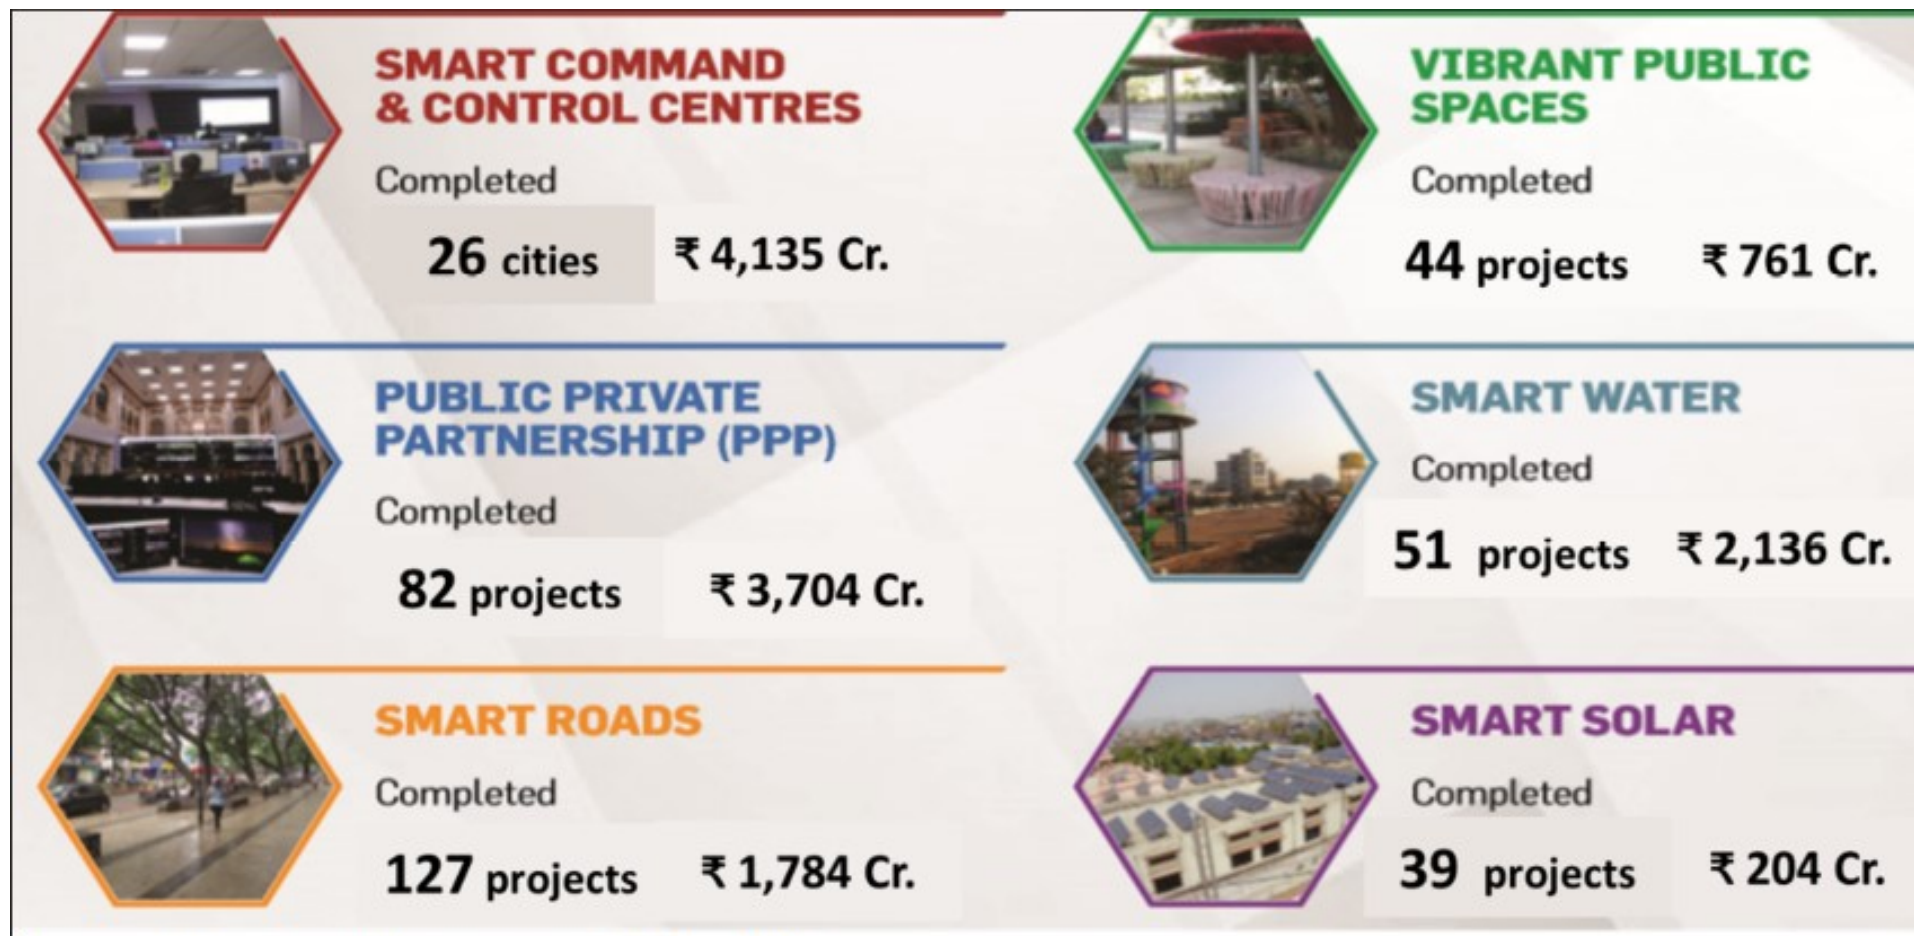 SMART COMMAND
& CONTROL CENTRES
Completed
26 cities ₹ 4,135 Cr.
VIBRANT PUBLIC
SPACES
Completed
44 projects ₹ 761 Cr.
PUBLIC PRIVATE
PARTNERSHIP (PPP)
Completed
82 projects ₹ 3,704 Cr.
SMART WATER
Completed
51 projects ₹ 2,136 Cr.
SMART ROADS
Completed
127 projects ₹ 1,784 Cr.
SMART SOLAR
Completed
39 projects ₹ 204 Cr.